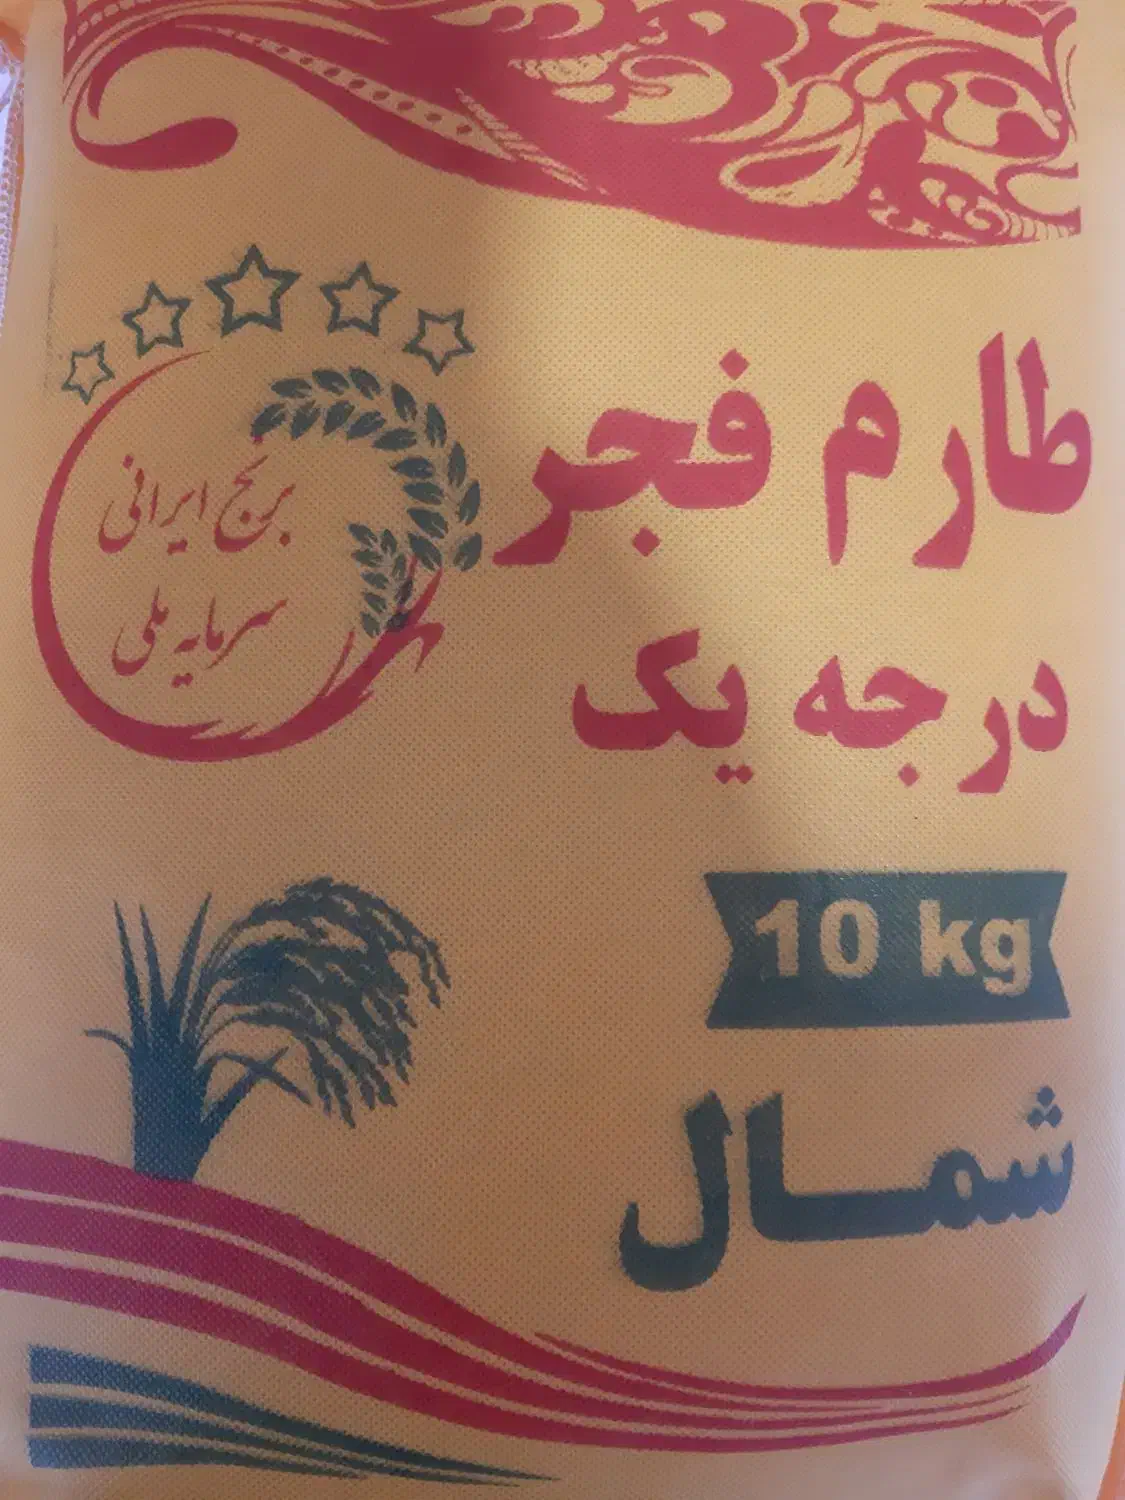 طارم فجر
برنج ایرانی
سرمایه ملی
درجه یک
10 kg
شمال